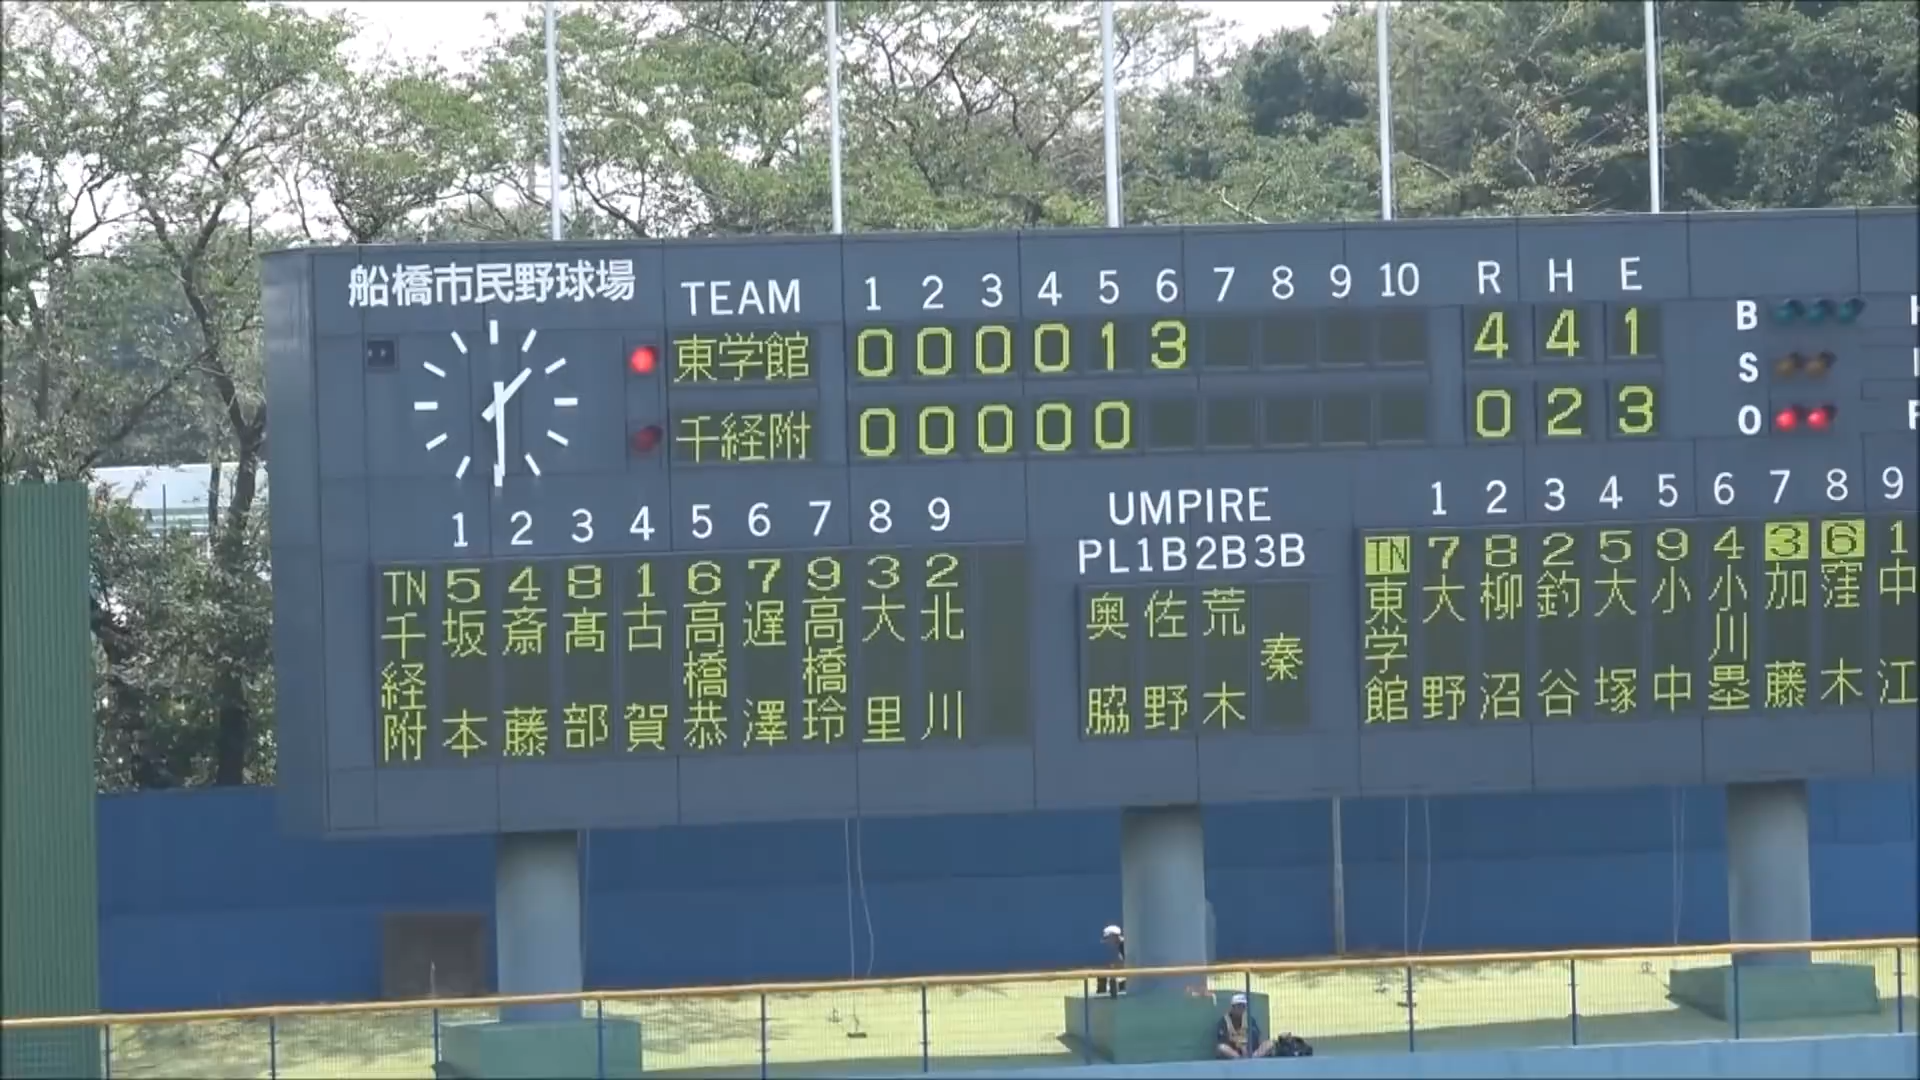 船橋市民野球場
TEAM 1 2 3 4 5 6 7 8 9 10 R H E
東学館 0 0 0 0 1 3 4 4 1
千経附 0 0 0 0 0 0 2 3
B
S
O
1 2 3 4 5 6 7 8 9
TN 5 4 8 1 6 7 9 3 2
千経附 坂本 斎藤 髙部 古賀 高橋恭 遅澤 高橋玲 大里 北川
UMPIRE
PL 1B 2B 3B
奥脇 佐野 荒木 秦
1 2 3 4 5 6 7 8 9
TN 7 8 2 5 9 4 3 6 1
東学館 大野 柳沼 釣谷 大塚 小中 小川塁 加藤 窪木 中江